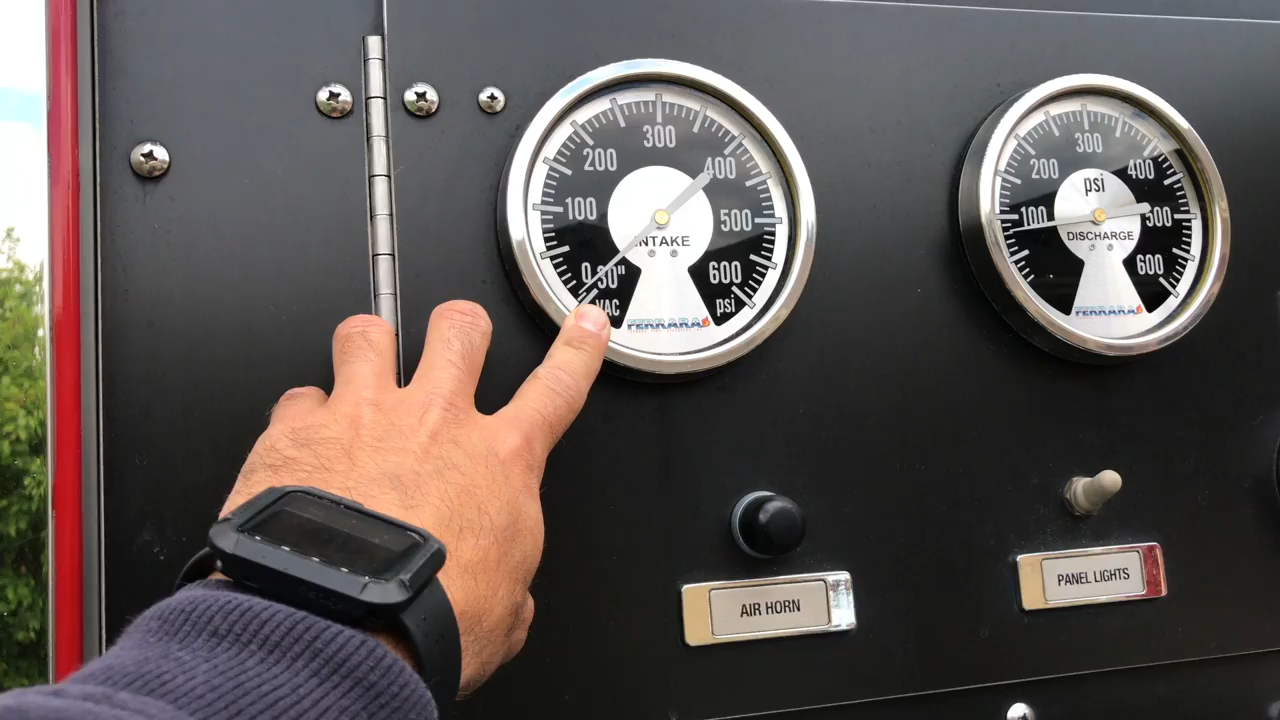 300
200
400
100
500
INTAKE
0 30"
600
VAC
psi
FERRARA
300
200
400
psi
100
500
DISCHARGE
600
FERRARA
AIR HORN
PANEL LIGHTS